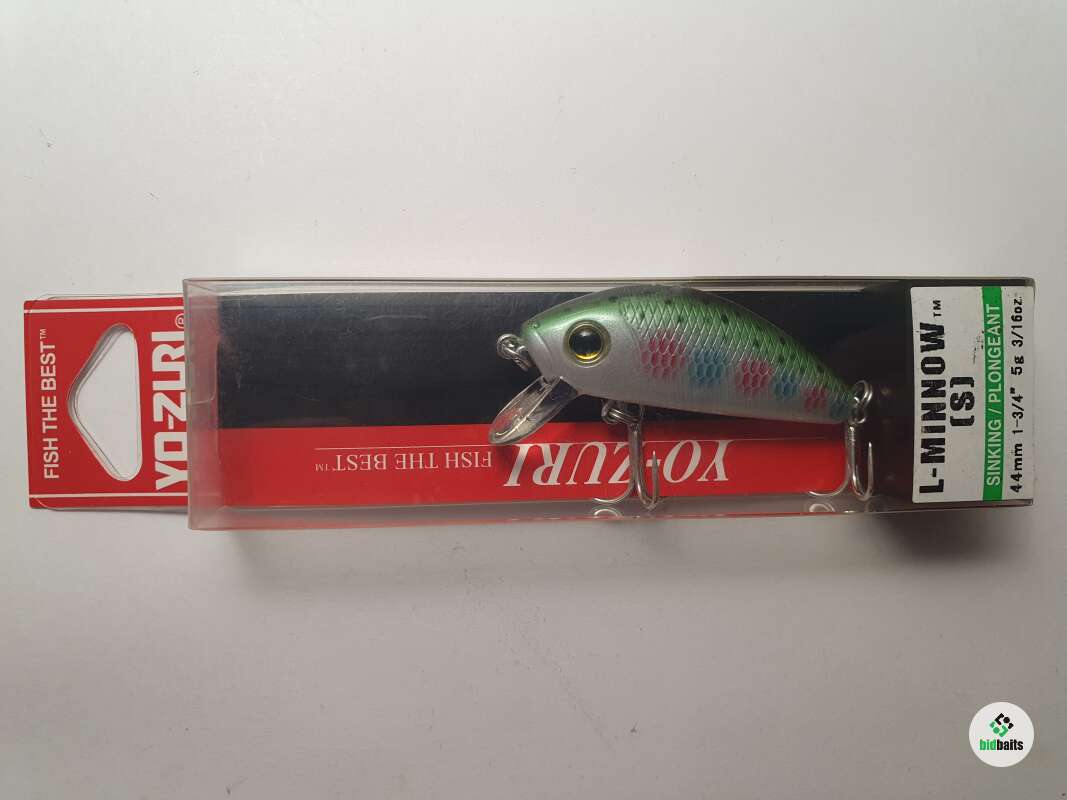 FISH THE BEST™
YO-ZURI®
YO-ZURI
FISH THE BEST™
L-MiNNOW™
(S)
SINKING / PLONGEANT
44mm 1-3/4" 5g 3/16oz.
bidbaits